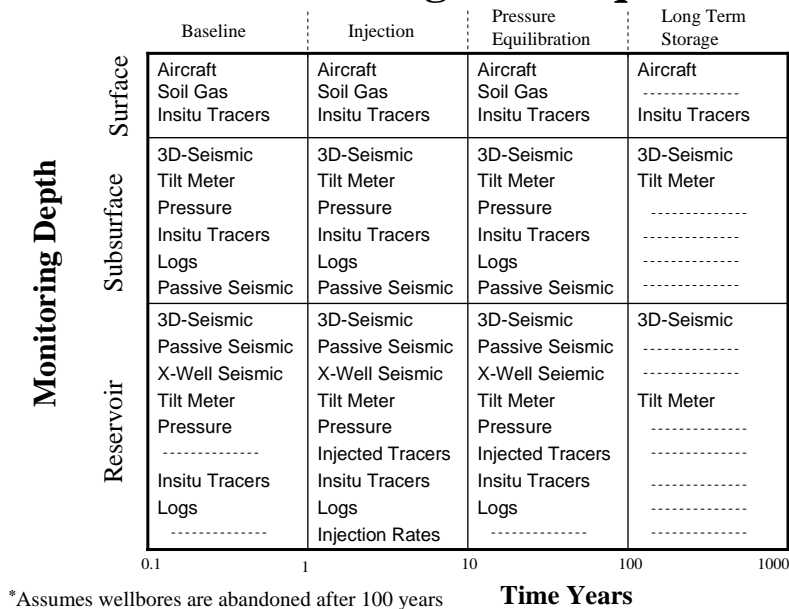 Baseline Injection Pressure Equilibration Long Term Storage
Monitoring Depth
Surface
Aircraft Aircraft Aircraft Aircraft
Soil Gas Soil Gas Soil Gas --------------
Insitu Tracers Insitu Tracers Insitu Tracers Insitu Tracers
Subsurface
3D-Seismic 3D-Seismic 3D-Seismic 3D-Seismic
Tilt Meter Tilt Meter Tilt Meter Tilt Meter
Pressure Pressure Pressure --------------
Insitu Tracers Insitu Tracers Insitu Tracers --------------
Logs Logs Logs --------------
Passive Seismic Passive Seismic Passive Seismic --------------
Reservoir
3D-Seismic 3D-Seismic 3D-Seismic 3D-Seismic
Passive Seismic Passive Seismic Passive Seismic --------------
X-Well Seismic X-Well Seismic X-Well Seiemic --------------
Tilt Meter Tilt Meter Tilt Meter Tilt Meter
Pressure Pressure Pressure --------------
-------------- Injected Tracers Injected Tracers --------------
Insitu Tracers Insitu Tracers Insitu Tracers --------------
Logs Logs Logs --------------
-------------- Injection Rates -------------- --------------
0.1 1 10 100 1000
*Assumes wellbores are abandoned after 100 years Time Years